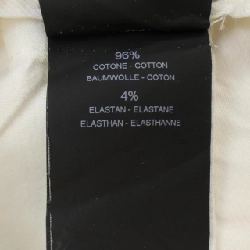 96%
COTONE - COTTON
BAUMWOLLE - COTON
4%
ELASTAN - ELASTANE
ELASTHAN - ELASTHANNE